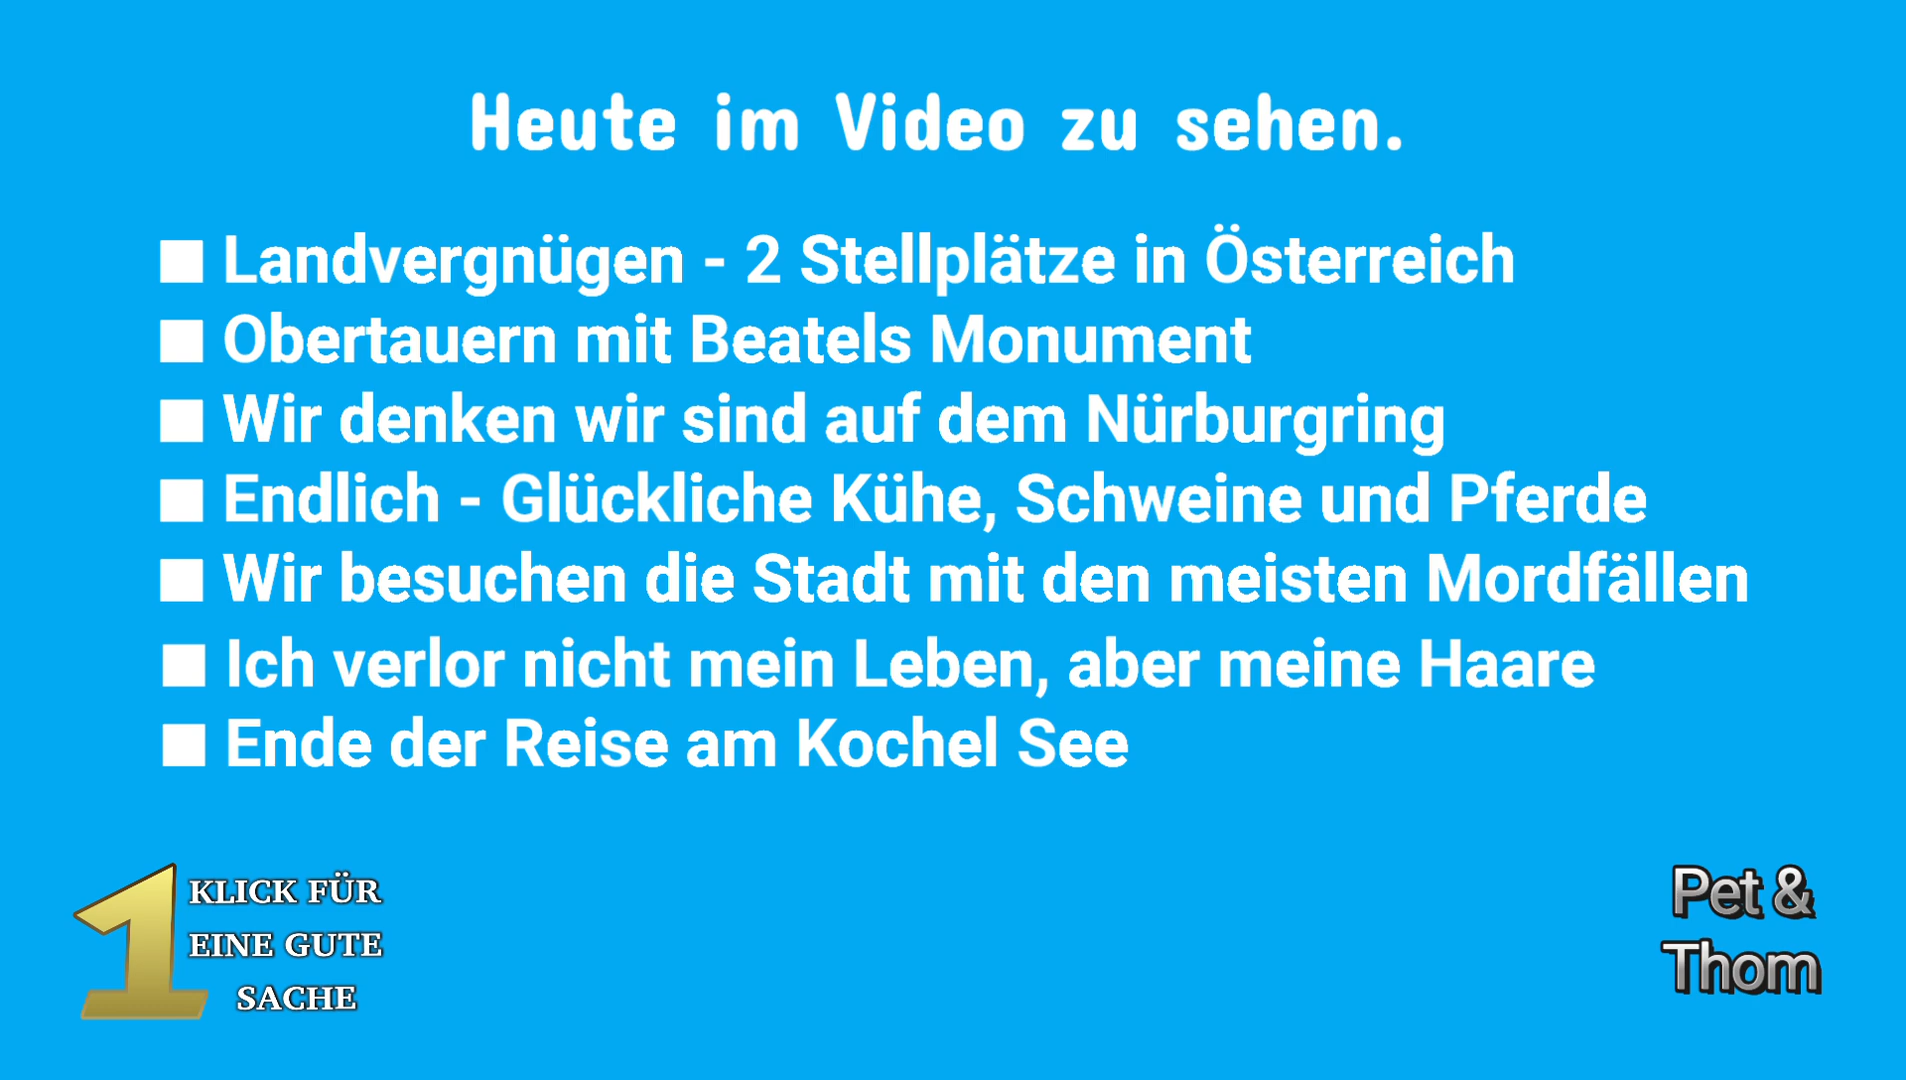 Heute im Video zu sehen.
■ Landvergnügen - 2 Stellplätze in Österreich
■ Obertauern mit Beatels Monument
■ Wir denken wir sind auf dem Nürburgring
■ Endlich - Glückliche Kühe, Schweine und Pferde
■ Wir besuchen die Stadt mit den meisten Mordfällen
■ Ich verlor nicht mein Leben, aber meine Haare
■ Ende der Reise am Kochel See
1 KLICK FÜR
EINE GUTE
SACHE
Pet &
Thom